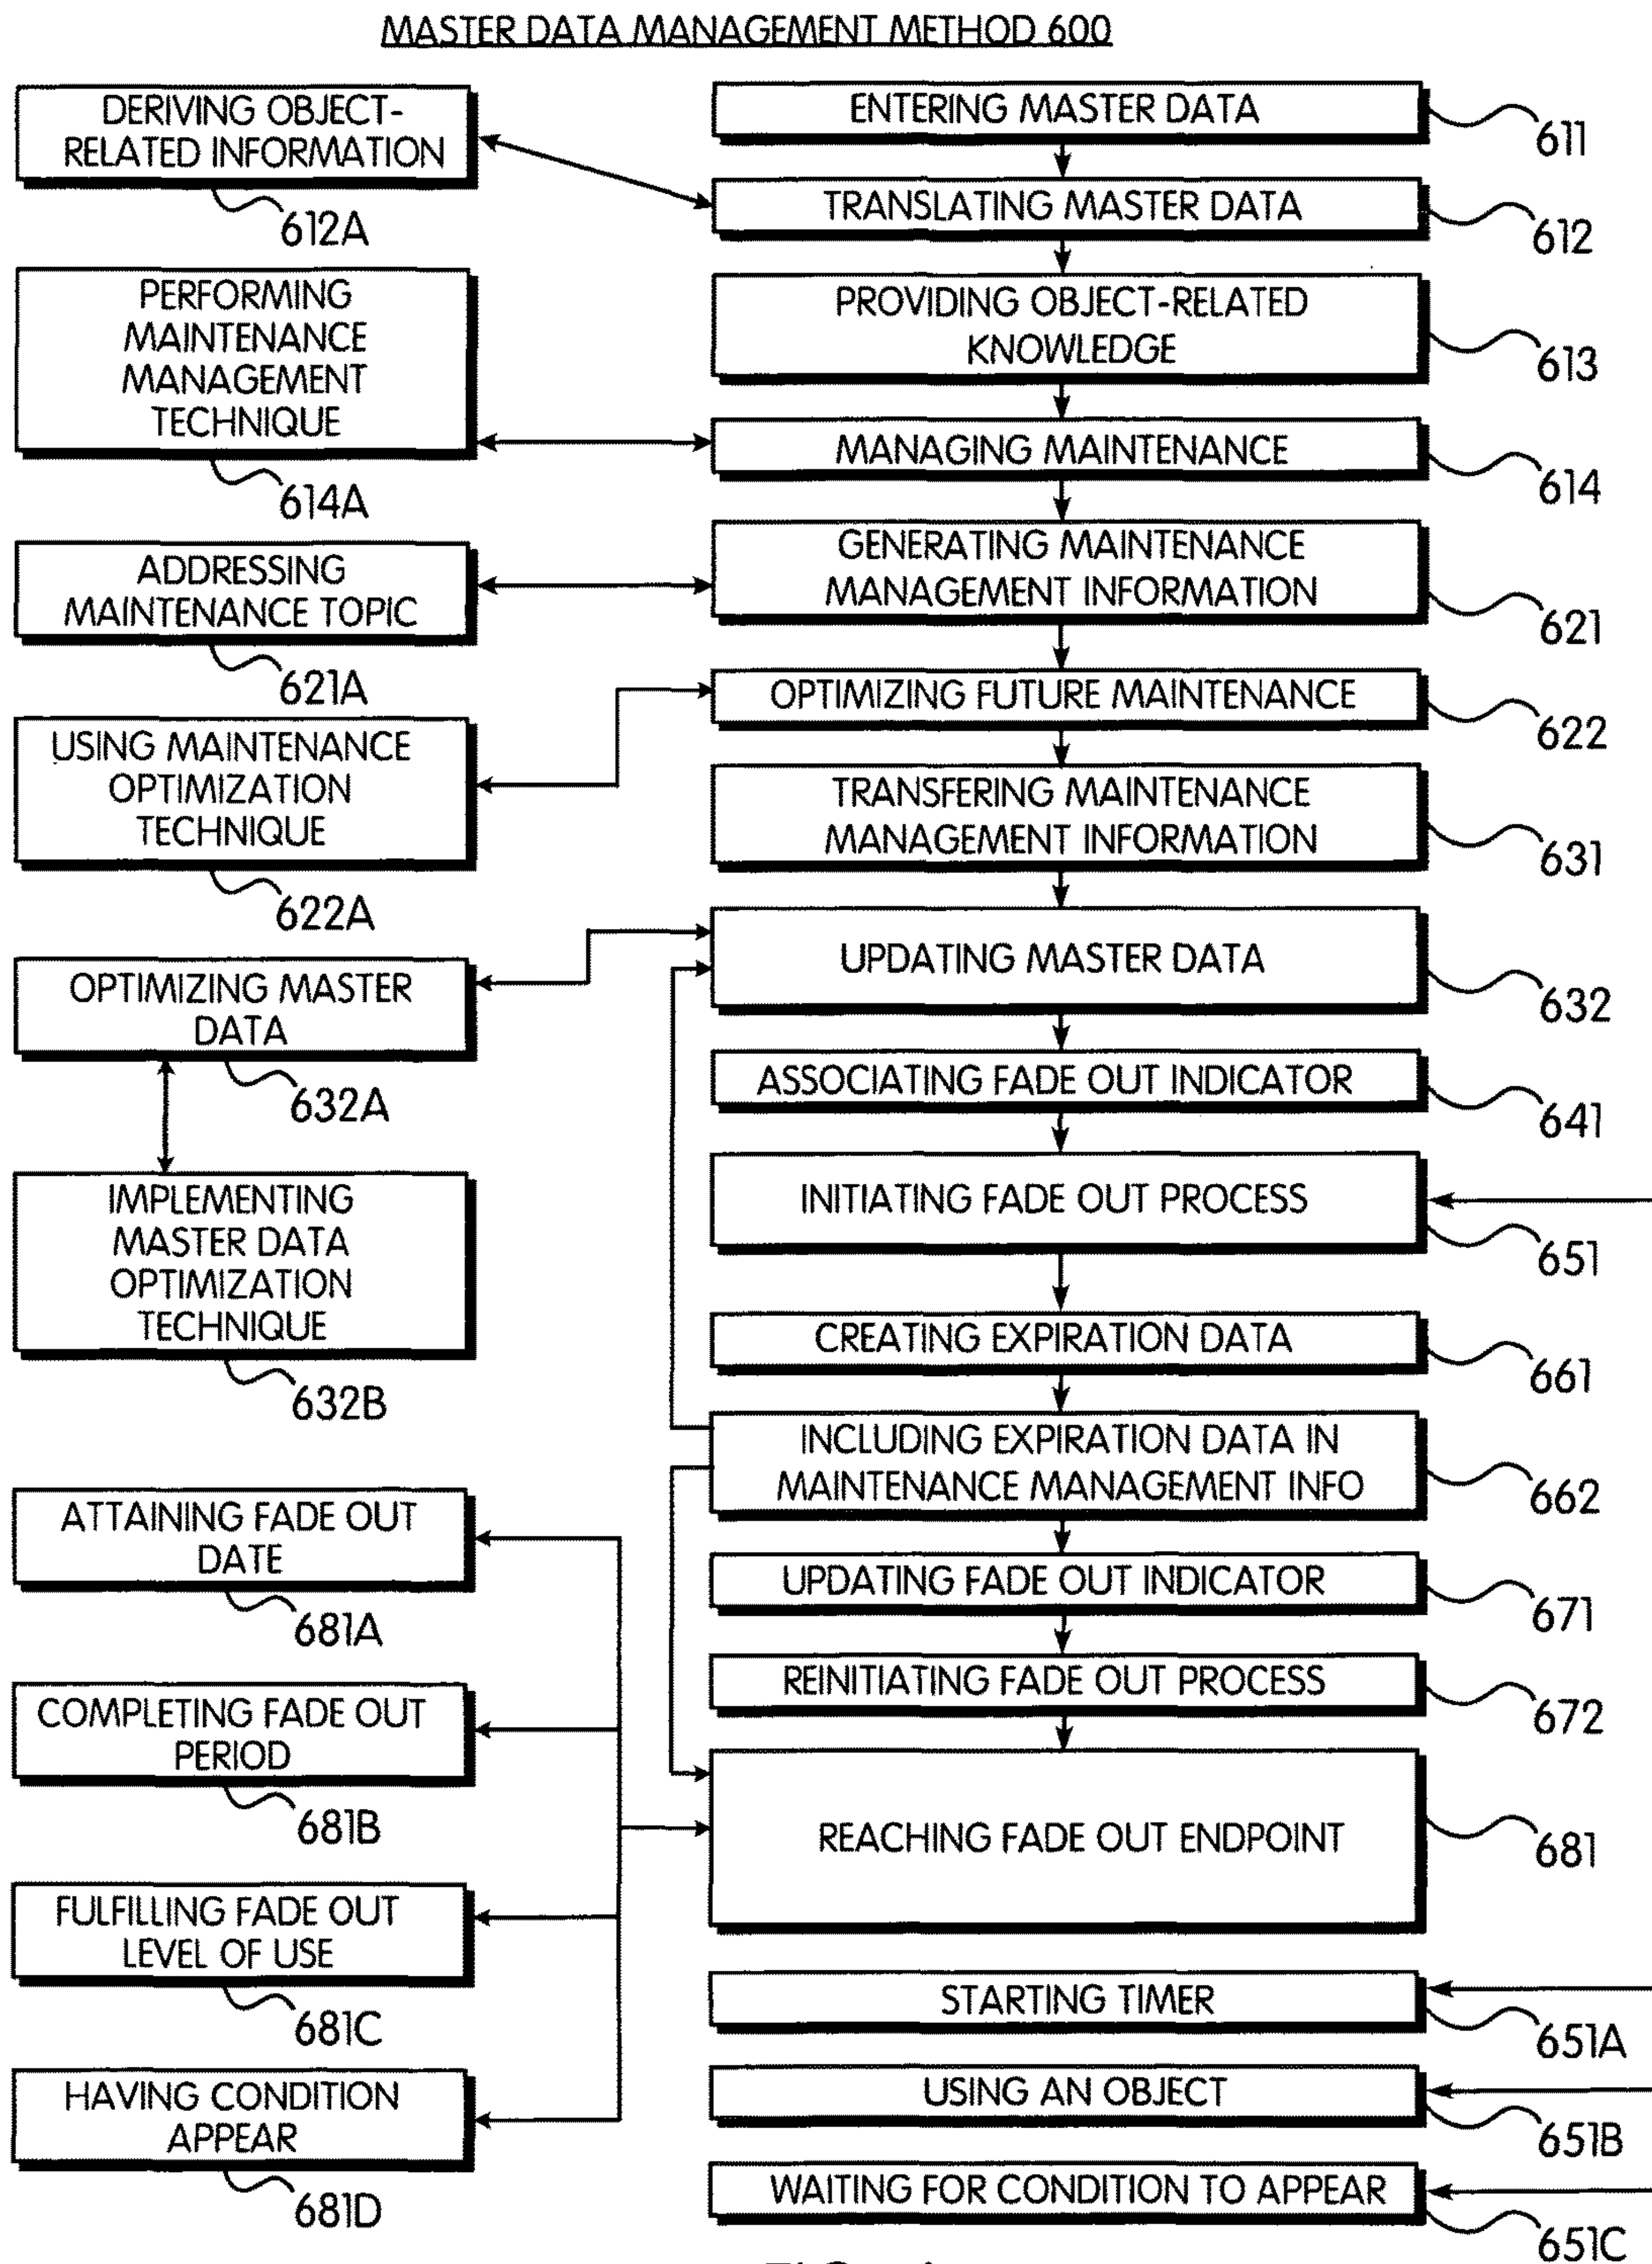 MASTER DATA MANAGEMENT METHOD 600
DERIVING OBJECT-
RELATED INFORMATION
612A
PERFORMING
MAINTENANCE
MANAGEMENT
TECHNIQUE
614A
ADDRESSING
MAINTENANCE TOPIC
621A
USING MAINTENANCE
OPTIMIZATION
TECHNIQUE
622A
OPTIMIZING MASTER
DATA
632A
IMPLEMENTING
MASTER DATA
OPTIMIZATION
TECHNIQUE
632B
ATTAINING FADE OUT
DATE
681A
COMPLETING FADE OUT
PERIOD
681B
FULFILLING FADE OUT
LEVEL OF USE
681C
HAVING CONDITION
APPEAR
681D
ENTERING MASTER DATA
611
TRANSLATING MASTER DATA
612
PROVIDING OBJECT-RELATED
KNOWLEDGE
613
MANAGING MAINTENANCE
614
GENERATING MAINTENANCE
MANAGEMENT INFORMATION
621
OPTIMIZING FUTURE MAINTENANCE
622
TRANSFERING MAINTENANCE
MANAGEMENT INFORMATION
631
UPDATING MASTER DATA
632
ASSOCIATING FADE OUT INDICATOR
641
INITIATING FADE OUT PROCESS
651
CREATING EXPIRATION DATA
661
INCLUDING EXPIRATION DATA IN
MAINTENANCE MANAGEMENT INFO
662
UPDATING FADE OUT INDICATOR
671
REINITIATING FADE OUT PROCESS
672
REACHING FADE OUT ENDPOINT
681
STARTING TIMER
651A
USING AN OBJECT
651B
WAITING FOR CONDITION TO APPEAR
651C